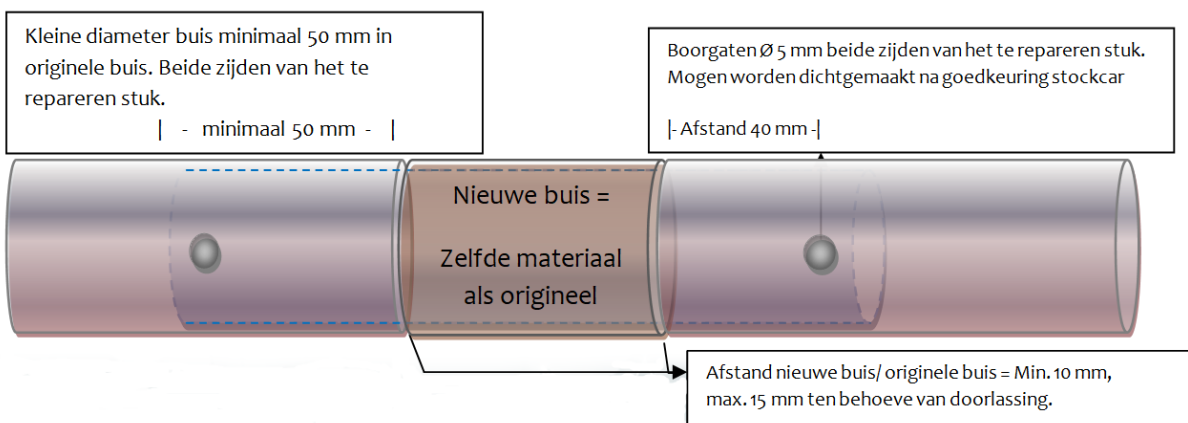 Kleine diameter buis minimaal 50 mm in
originele buis. Beide zijden van het te
repareren stuk.
| - minimaal 50 mm - |
Boorgaten Ø 5 mm beide zijden van het te repareren stuk.
Mogen worden dichtgemaakt na goedkeuring stockcar
|- Afstand 40 mm -|
Nieuwe buis =
Zelfde materiaal
als origineel
Afstand nieuwe buis/ originele buis = Min. 10 mm,
max. 15 mm ten behoeve van doorlassing.